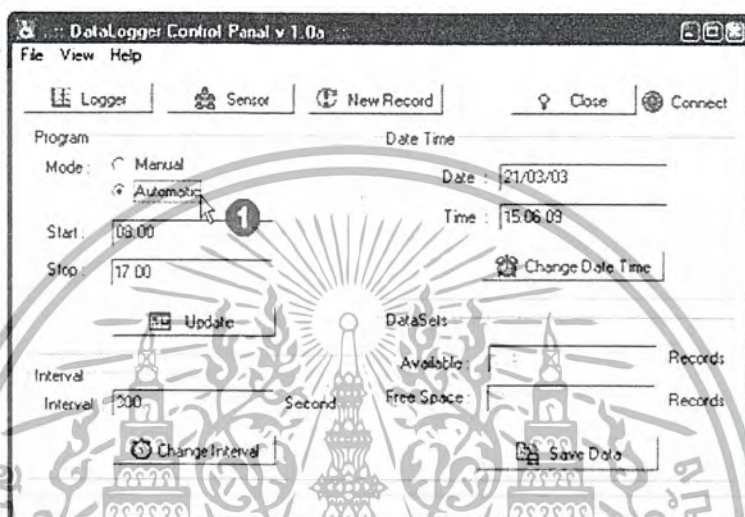 .::: DataLogger Control Panal v 1.0a :::.
File View Help
Logger Sensor New Record Close Connect
Program
Mode : Manual
Automatic
1
Start : 08:00
Stop : 17:00
Update
Interval
Interval 300 Second
Change Interval
Date Time
Date : 21/03/03
Time : 15:06:09
Change Date Time
DataSets
Available : Records
Free Space : Records
Save Data